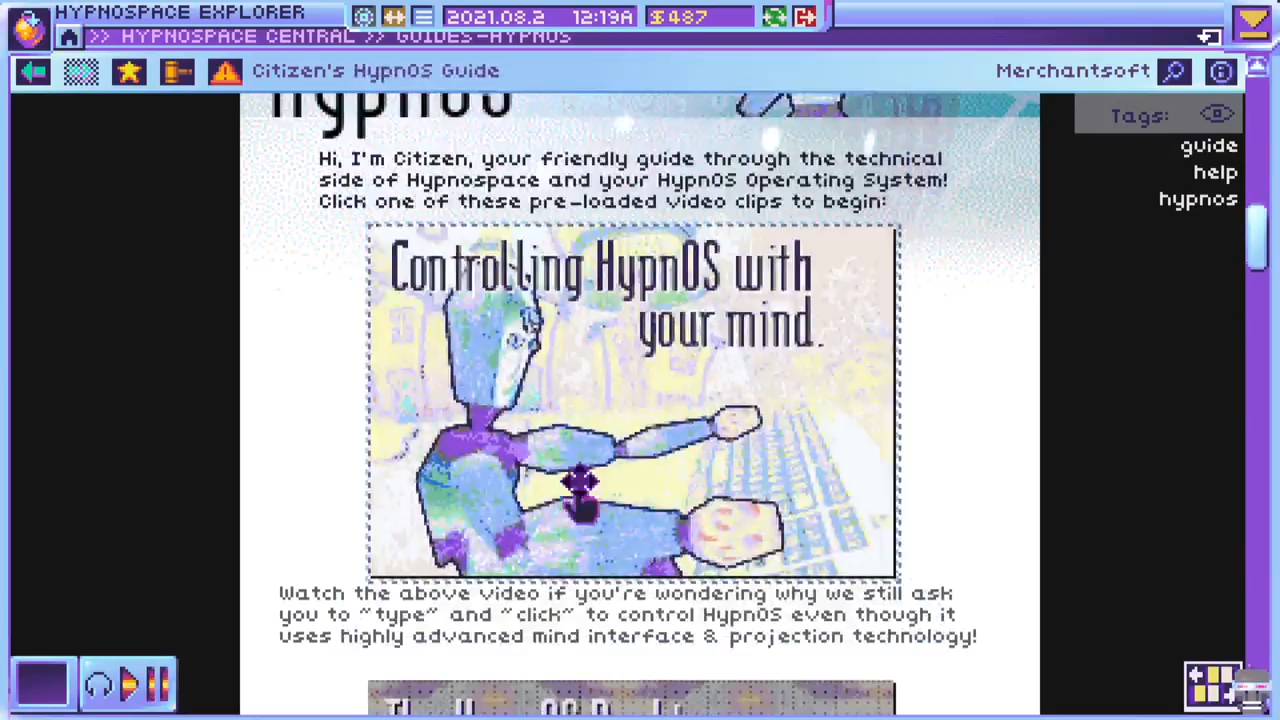 HYPNOSPACE EXPLORER
2021.08.2 12:19A
487
>> HYPNOSPACE CENTRAL >> GUIDES-HYPNOS
Citizen's HypnOS Guide
Merchantsoft
HypnOS
Tags:
guide
help
hypnos
Hi, I'm Citizen, your friendly guide through the technical
side of Hypnospace and your HypnOS Operating System!
Click one of these pre-loaded video clips to begin:
Controlling HypnOS with
your mind.
Watch the above video if you're wondering why we still ask
you to "type" and "click" to control HypnOS even though it
uses highly advanced mind interface & projection technology!